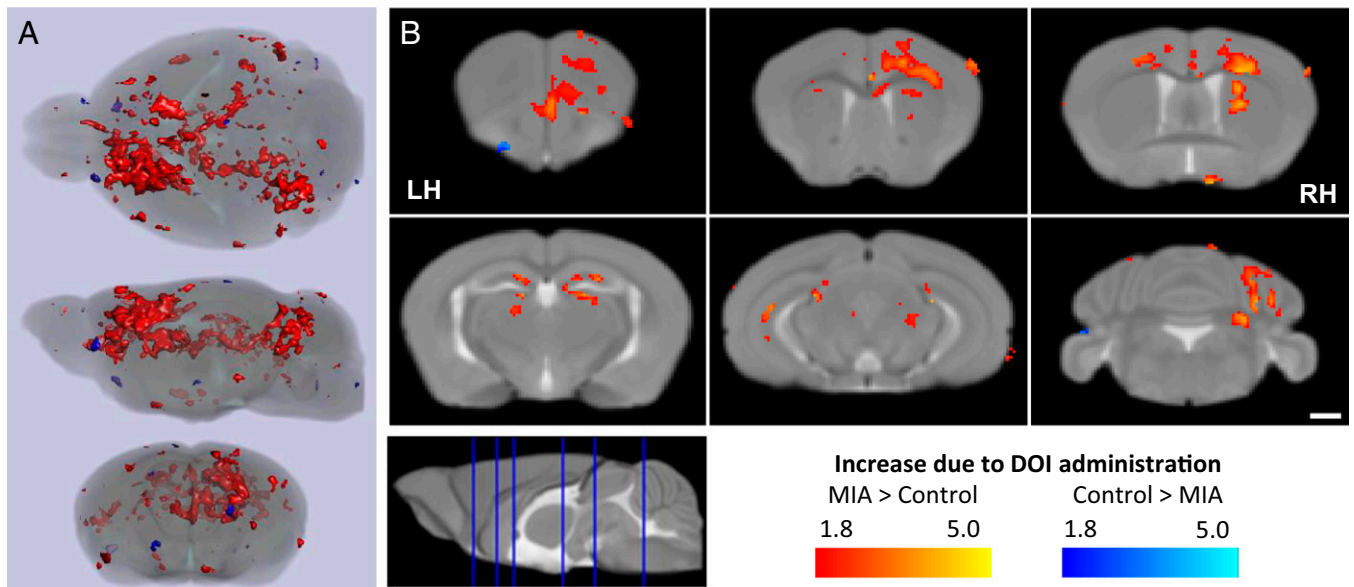 A
B
LH
RH
Increase due to DOI administration
MIA > Control Control > MIA
1.8 5.0 1.8 5.0